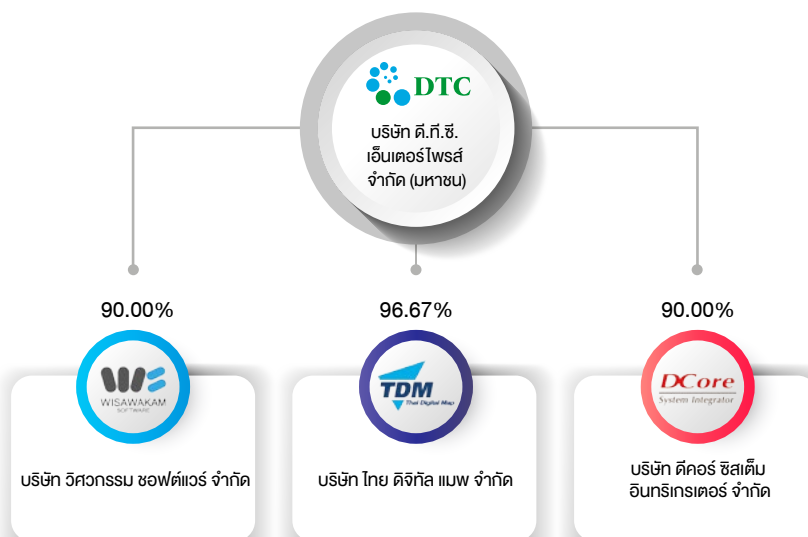 DTC
บริษัท ดี.ที.ซี.
เอ็นเตอร์ไพรส์
จำกัด (มหาชน)
90.00%
96.67%
90.00%
WISAWAKAM
SOFTWARE
TDM
Thai Digital Map
DCore
System Integrator
บริษัท วิศวกรรม ซอฟต์แวร์ จำกัด
บริษัท ไทย ดิจิทัล แมพ จำกัด
บริษัท ดีคอร์ ซิสเต็ม
อินทริเกรเตอร์ จำกัด